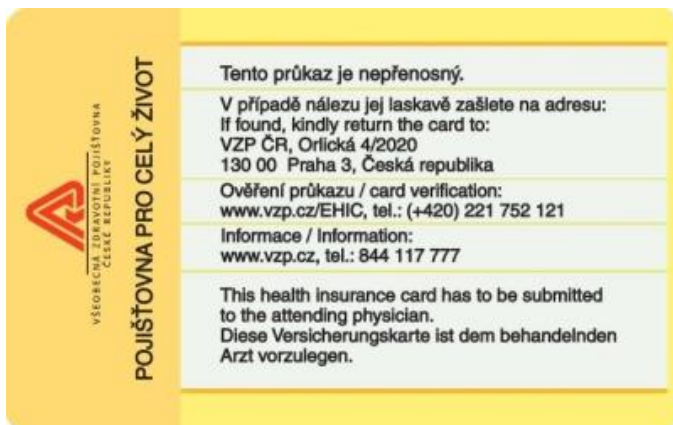 VŠEOBECNÁ ZDRAVOTNÍ POJIŠŤOVNA
ČESKÉ REPUBLIKY
POJIŠŤOVNA PRO CELÝ ŽIVOT
Tento průkaz je nepřenosný.
V případě nálezu jej laskavě zašlete na adresu:
If found, kindly return the card to:
VZP ČR, Orlická 4/2020
130 00 Praha 3, Česká republika
Ověření průkazu / card verification:
www.vzp.cz/EHIC, tel.: (+420) 221 752 121
Informace / Information:
www.vzp.cz, tel.: 844 117 777
This health insurance card has to be submitted
to the attending physician.
Diese Versicherungskarte ist dem behandelnden
Arzt vorzulegen.